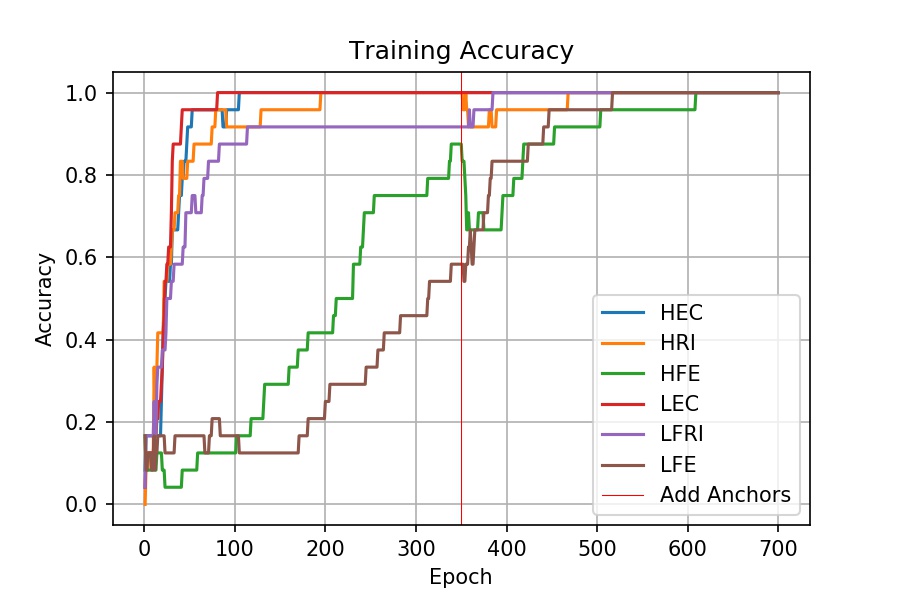 Training Accuracy
1.0
0.8
0.6
0.4
0.2
0.0
Accuracy
HEC
HRI
HFE
LEC
LFRI
LFE
Add Anchors
0 100 200 300 400 500 600 700
Epoch